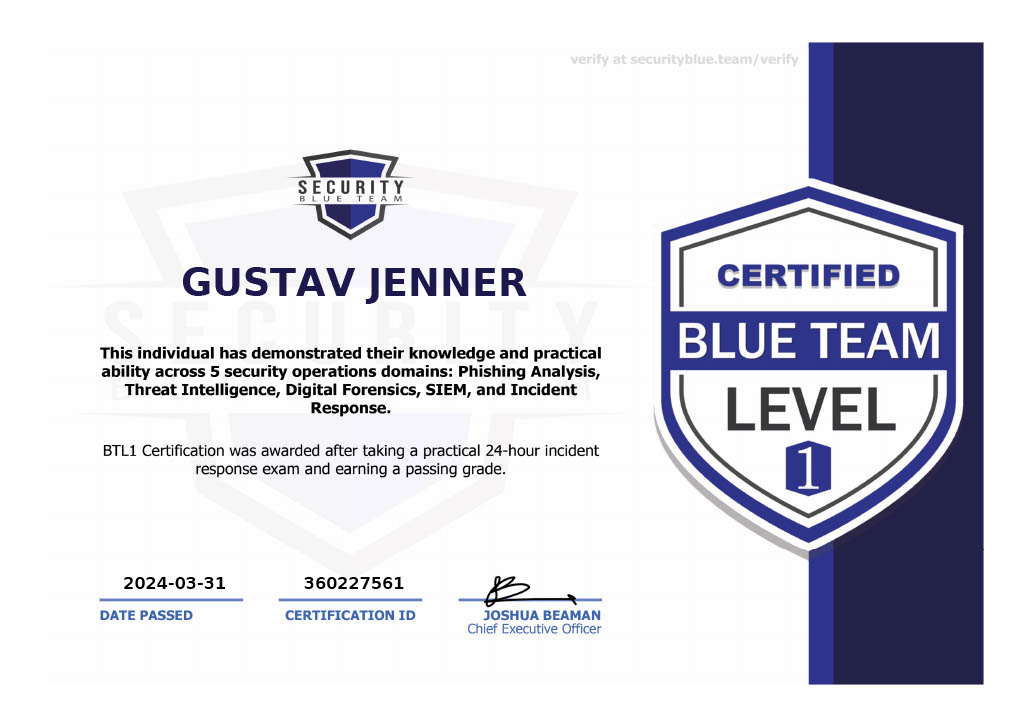 verify at securityblue.team/verify
SECURITY
BLUE TEAM
GUSTAV JENNER
This individual has demonstrated their knowledge and practical
ability across 5 security operations domains: Phishing Analysis,
Threat Intelligence, Digital Forensics, SIEM, and Incident
Response.
BTL1 Certification was awarded after taking a practical 24-hour incident
response exam and earning a passing grade.
2024-03-31
DATE PASSED
360227561
CERTIFICATION ID
JOSHUA BEAMAN
Chief Executive Officer
CERTIFIED
BLUE TEAM
LEVEL
1
SECURITY